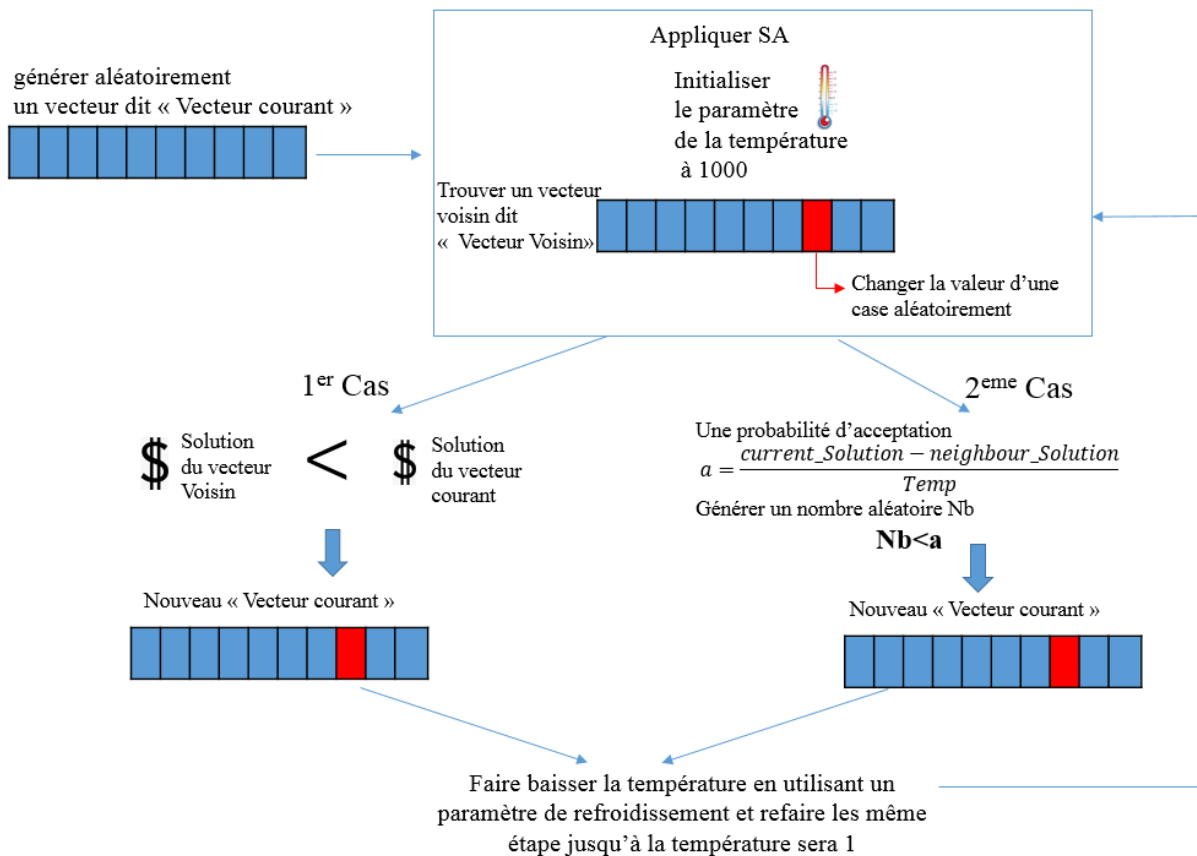 Appliquer SA
générer aléatoirement
un vecteur dit « Vecteur courant »
Initialiser
le paramètre
de la température
à 1000
Trouver un vecteur
voisin dit
« Vecteur Voisin»
Changer la valeur d’une
case aléatoirement
1er Cas
$ Solution
du vecteur
Voisin
<
$ Solution
du vecteur
courant
Nouveau « Vecteur courant »
2eme Cas
Une probabilité d’acceptation
a = (current_Solution − neighbour_Solution) / Temp
Générer un nombre aléatoire Nb
Nb<a
Nouveau « Vecteur courant »
Faire baisser la température en utilisant un
paramètre de refroidissement et refaire les même
étape jusqu’à la température sera 1